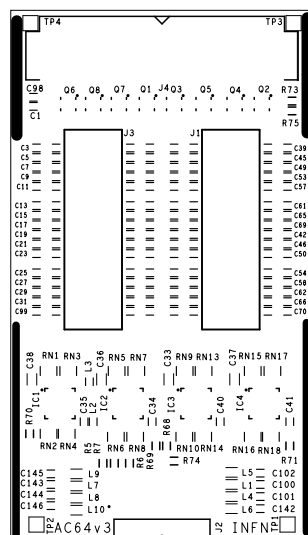 TP4 TP3
C98 Q6 Q8 Q7 Q1 J4 Q3 Q5 Q4 Q2 R73
C1 R75
J3 J1
C3 C39
C5 C45
C7 C49
C9 C53
C11 C57
C13 C61
C15 C65
C17 C69
C19 C42
C21 C46
C23 C50
C25 C54
C27 C58
C29 C62
C31 C66
C99 C70
C38 RN1 RN3 L3 C36 RN5 RN7 C33 RN9 RN13 C37 RN15 RN17
IC1 IC2 IC3 IC4
R70 C35 L2 C34 C40 C41
RN2 RN4 R5 R7 RN6 RN8 R6 R69 R68 RN10 RN14 RN16 RN18
R74 R71
C145 L9 L5 C102
C143 L7 L1 C100
C144 L8 L4 C101
C146 L10 L6 C142
TP2 AC64v3 J2 INFN TP1